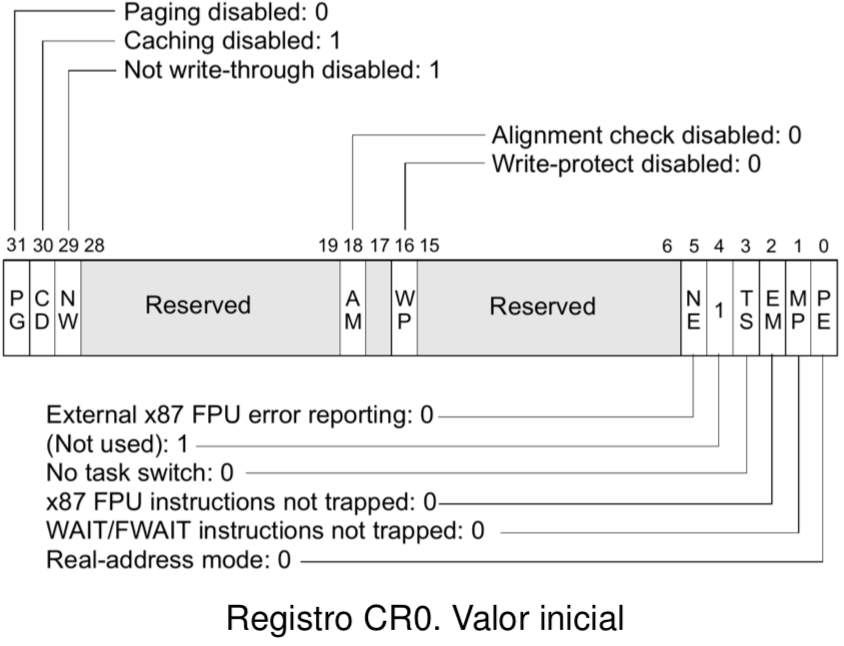 Paging disabled: 0
Caching disabled: 1
Not write-through disabled: 1
Alignment check disabled: 0
Write-protect disabled: 0
31 30 29 28 19 18 17 16 15 6 5 4 3 2 1 0
PG CD NW Reserved AM WP Reserved NE 1 TS EM MP PE
External x87 FPU error reporting: 0
(Not used): 1
No task switch: 0
x87 FPU instructions not trapped: 0
WAIT/FWAIT instructions not trapped: 0
Real-address mode: 0
Registro CR0. Valor inicial